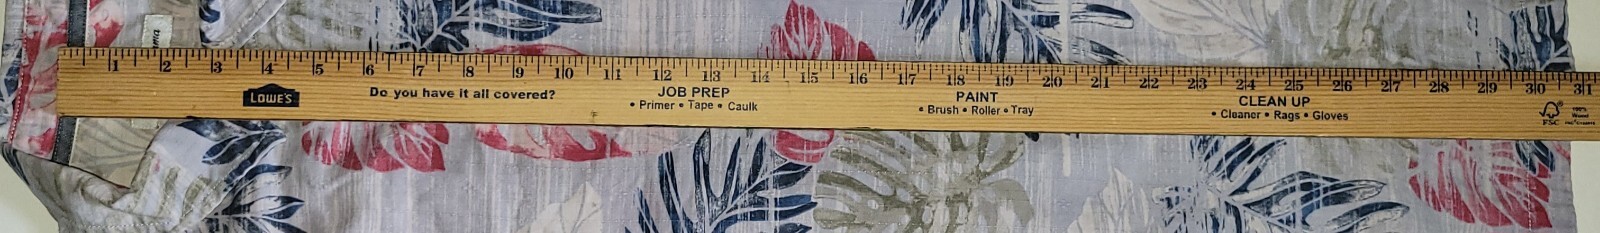 1 2 3 4 5 6 7 8 9 10 11 12 13 14 15 16 17 18 19 20 21 22 23 24 25 26 27 28 29 30 31
LOWE'S
Do you have it all covered?
JOB PREP
• Primer • Tape • Caulk
PAINT
• Brush • Roller • Tray
CLEAN UP
• Cleaner • Rags • Gloves
FSC
100%
Wood